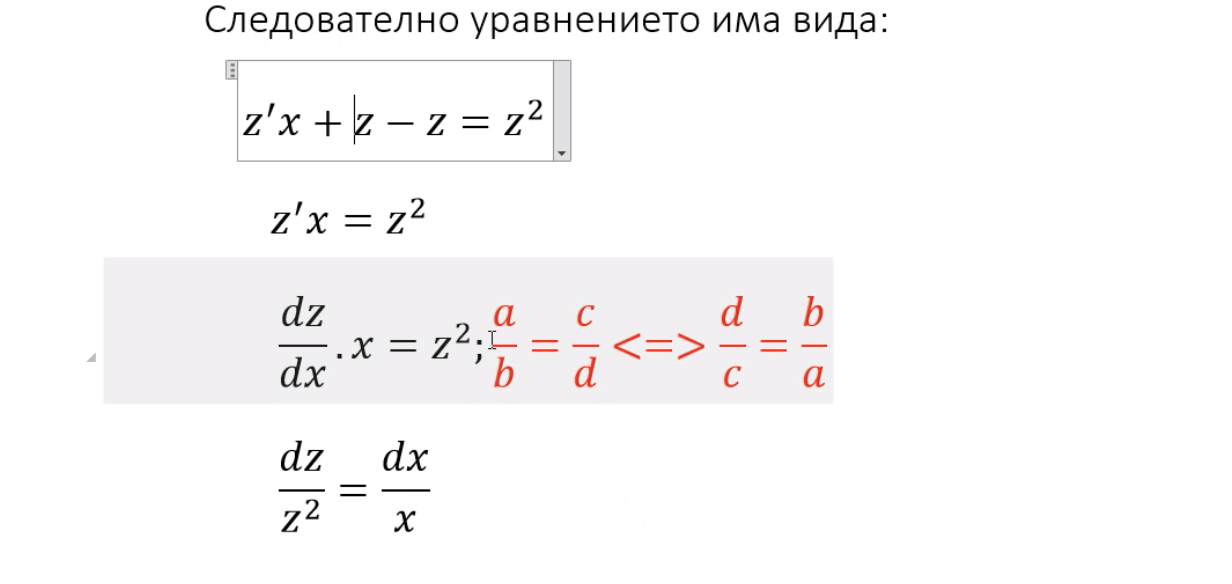 Следователно уравнението има вида:
z′x + z − z = z²
z′x = z²
dz/dx . x = z²; a/b = c/d <=> d/c = b/a
dz/z² = dx/x